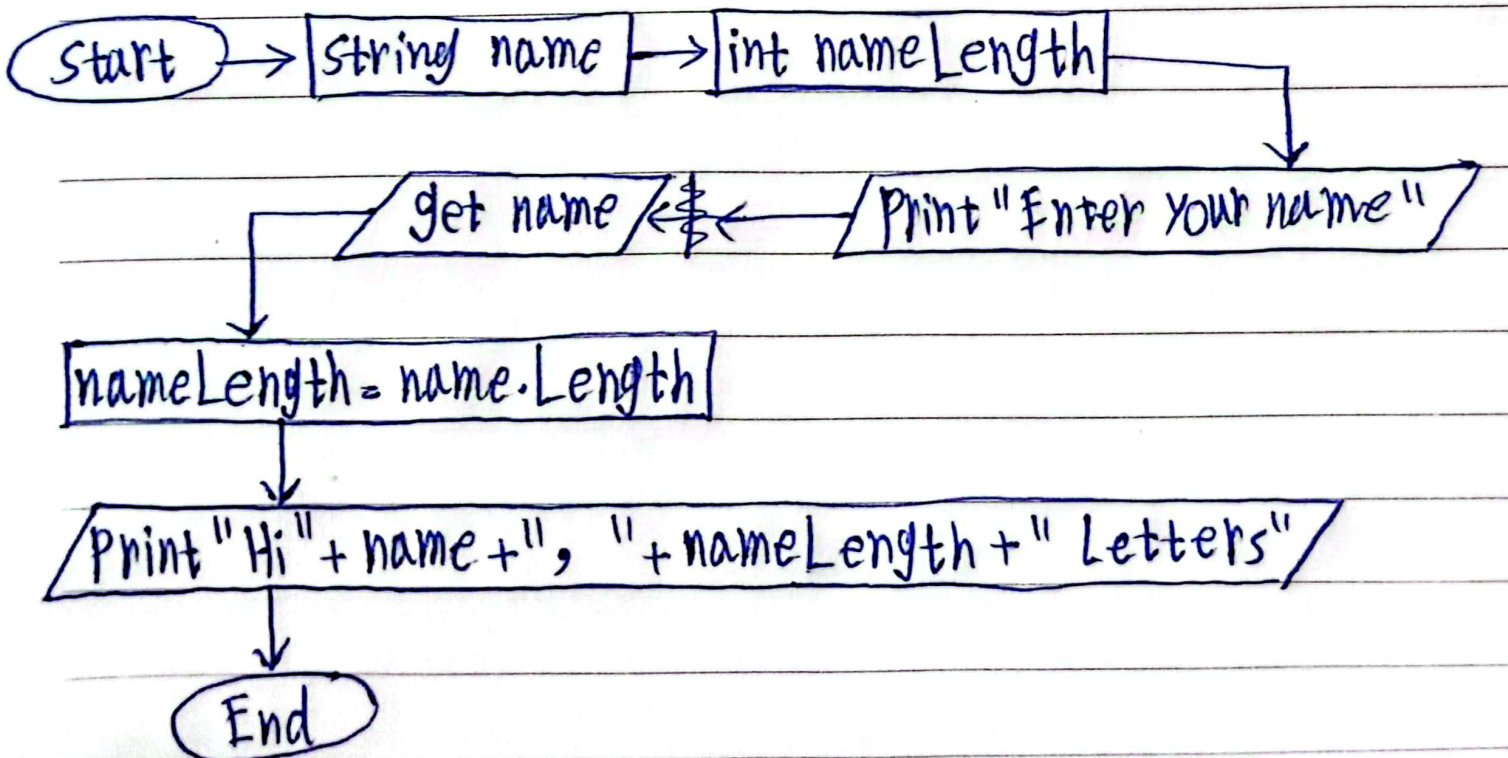 Start string name int nameLength
get name Print "Enter your name"
nameLength = name.Length
Print "Hi" + name + ", " + nameLength + " Letters"
End